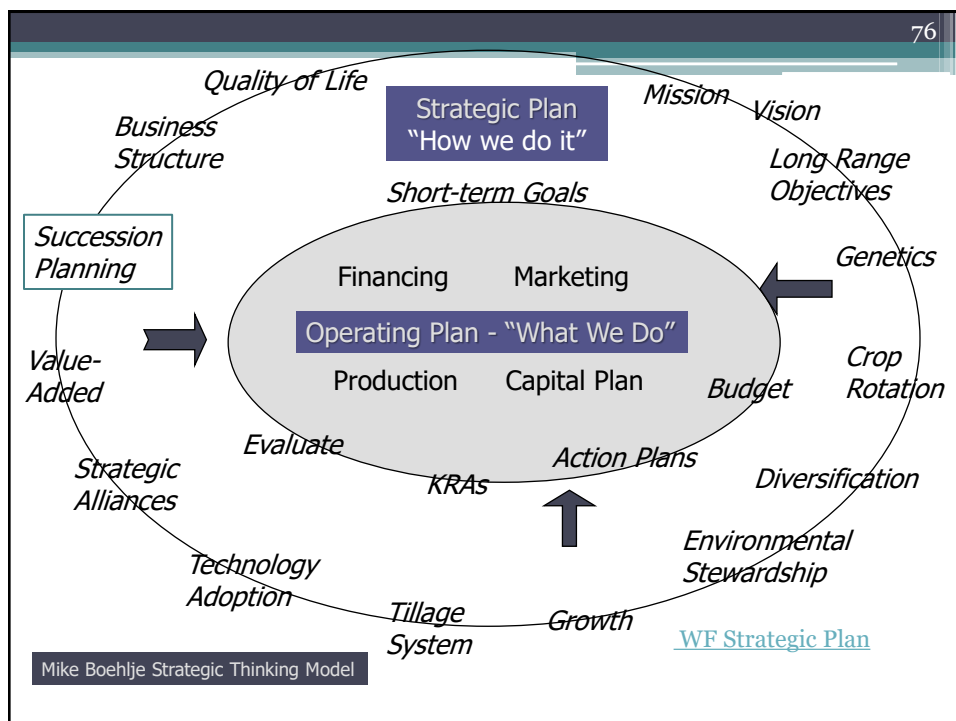 76
Quality of Life
Strategic Plan
“How we do it”
Mission
Vision
Business
Structure
Long Range
Objectives
Short-term Goals
Succession
Planning
Genetics
Financing
Marketing
Operating Plan - “What We Do”
Value-
Added
Production
Capital Plan
Budget
Crop
Rotation
Evaluate
Action Plans
KRAs
Strategic
Alliances
Diversification
Environmental
Stewardship
Technology
Adoption
Tillage
System
Growth
WF Strategic Plan
Mike Boehlje Strategic Thinking Model